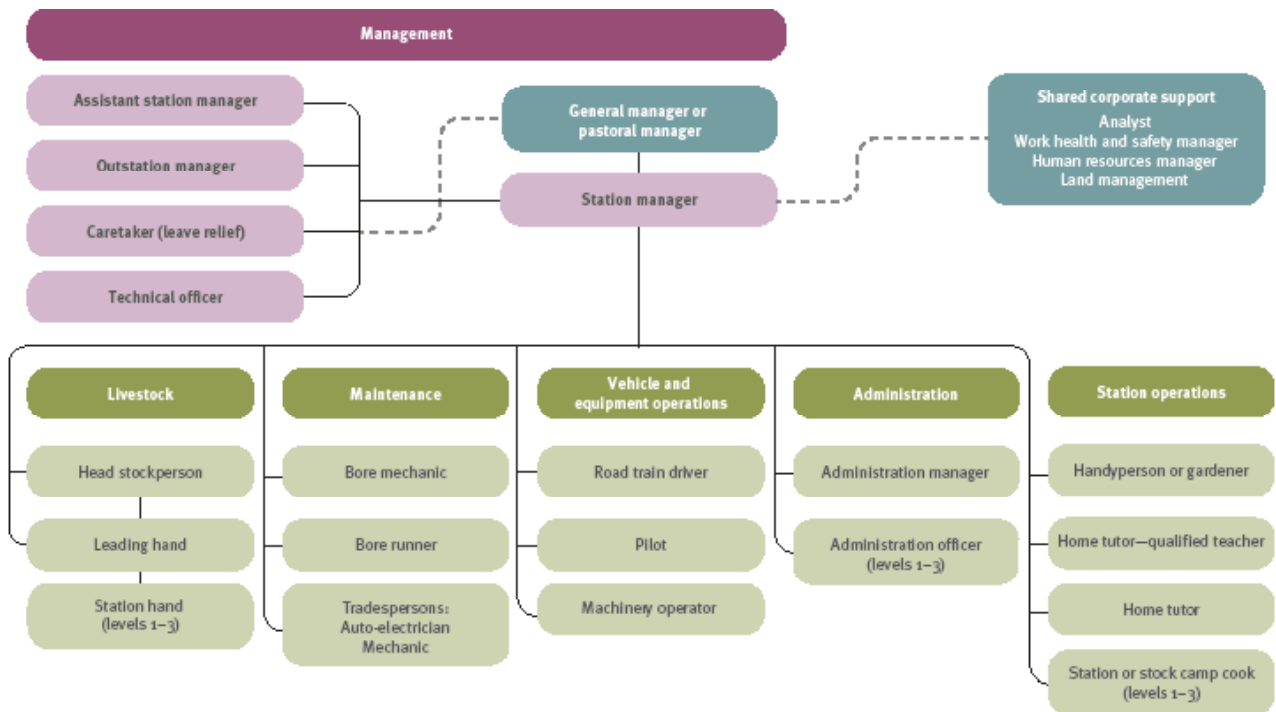 Management
Assistant station manager
Outstation manager
Caretaker (leave relief)
Technical officer
General manager or
pastoral manager
Station manager
Shared corporate support
Analyst
Work health and safety manager
Human resources manager
Land management
Livestock
Head stockperson
Leading hand
Station hand
(levels 1–3)
Maintenance
Bore mechanic
Bore runner
Tradespersons:
Auto-electrician
Mechanic
Vehicle and
equipment operations
Road train driver
Pilot
Machinery operator
Administration
Administration manager
Administration officer
(levels 1–3)
Station operations
Handyperson or gardener
Home tutor—qualified teacher
Home tutor
Station or stock camp cook
(levels 1–3)